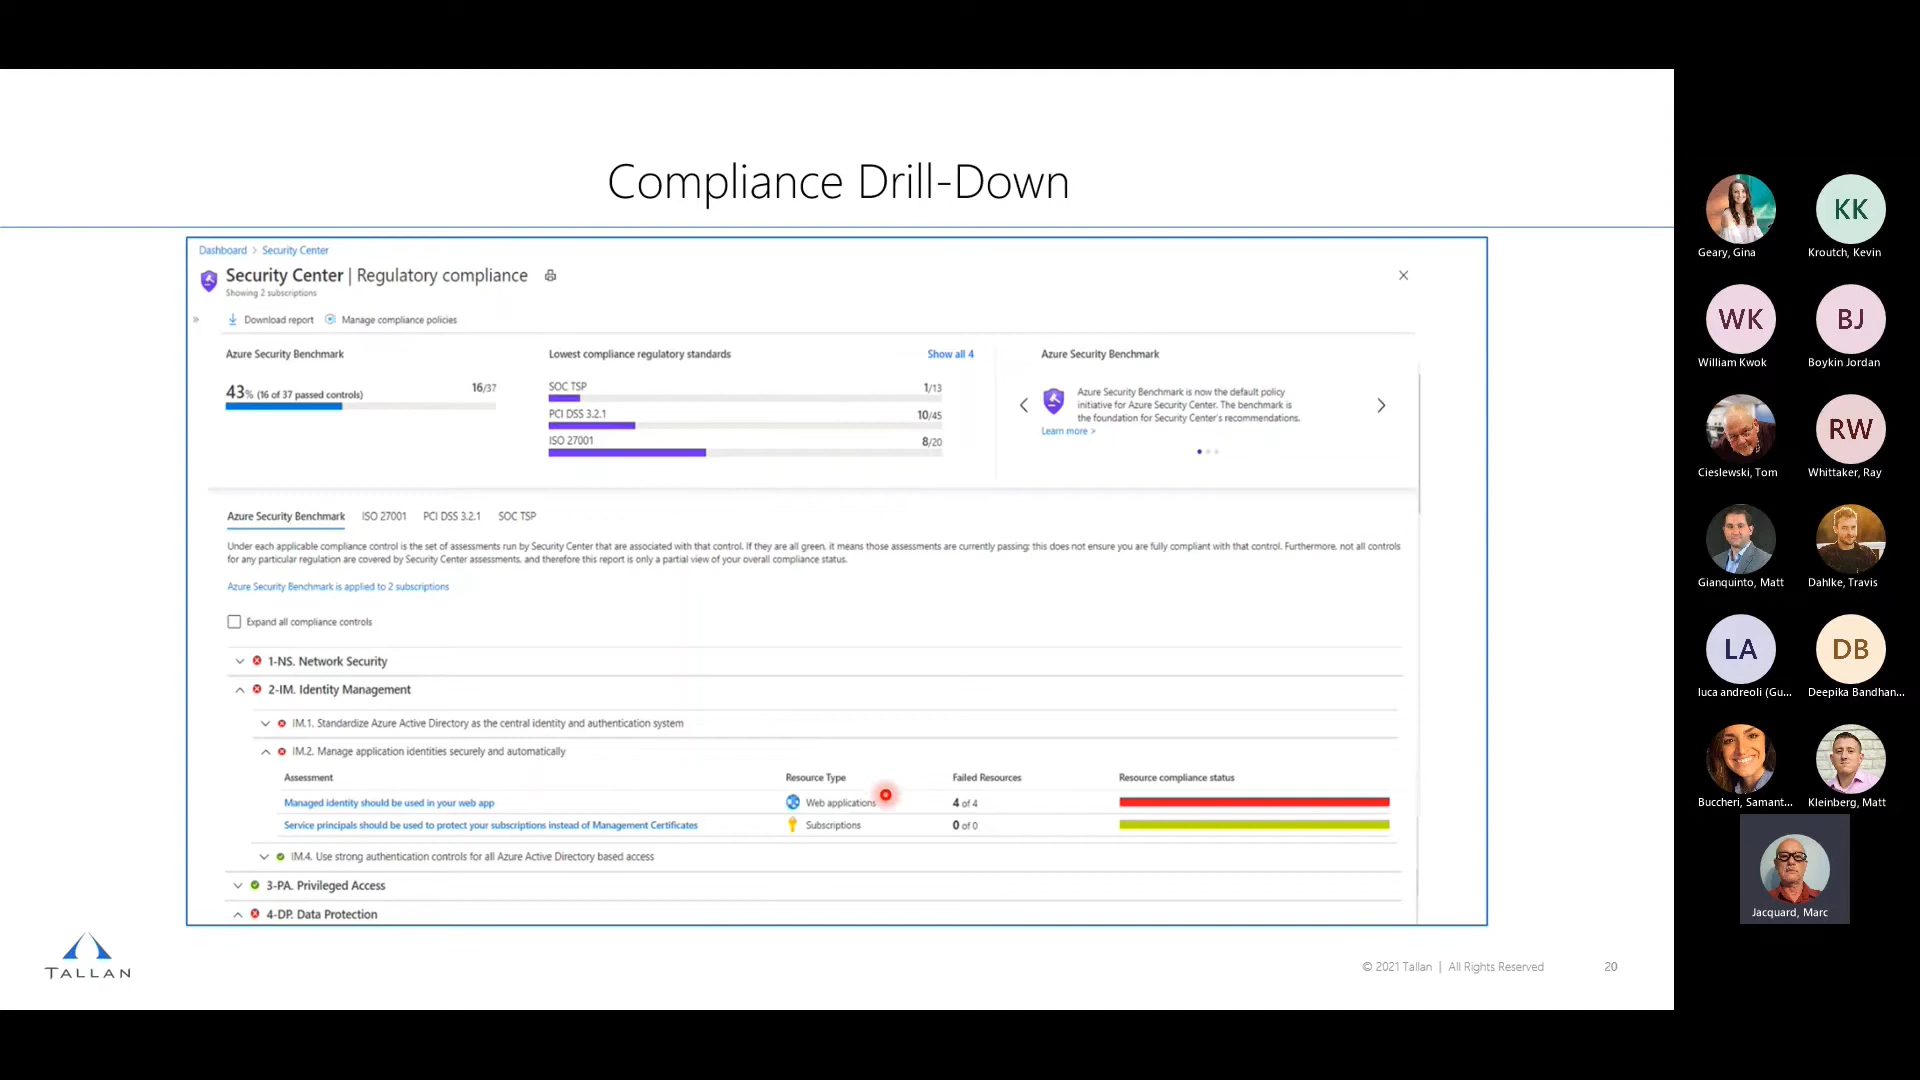 Compliance Drill-Down
Dashboard > Security Center
Security Center | Regulatory compliance
Showing 2 subscriptions
» Download report Manage compliance policies
Azure Security Benchmark
43% (16 of 37 passed controls) 16/37
Lowest compliance regulatory standards Show all 4
SOC TSP 1/13
PCI DSS 3.2.1 10/45
ISO 27001 8/20
Azure Security Benchmark
Azure Security Benchmark is now the default policy
initiative for Azure Security Center. The benchmark is
the foundation for Security Center's recommendations.
Learn more >
Azure Security Benchmark ISO 27001 PCI DSS 3.2.1 SOC TSP
Under each applicable compliance control is the set of assessments run by Security Center that are associated with that control. If they are all green, it means those assessments are currently passing; this does not ensure you are fully compliant with that control. Furthermore, not all controls
for any particular regulation are covered by Security Center assessments, and therefore this report is only a partial view of your overall compliance status.
Azure Security Benchmark is applied to 2 subscriptions
Expand all compliance controls
1-NS. Network Security
2-IM. Identity Management
IM.1. Standardize Azure Active Directory as the central identity and authentication system
IM.2. Manage application identities securely and automatically
Assessment Resource Type Failed Resources Resource compliance status
Managed identity should be used in your web app Web applications 4 of 4
Service principals should be used to protect your subscriptions instead of Management Certificates Subscriptions 0 of 0
IM.4. Use strong authentication controls for all Azure Active Directory based access
3-PA. Privileged Access
4-DP. Data Protection
TALLAN
© 2021 Tallan | All Rights Reserved 20
KK
Geary, Gina Kroutch, Kevin
WK BJ
William Kwok Boykin Jordan
RW
Cieslewski, Tom Whittaker, Ray
Gianquinto, Matt Dahlke, Travis
LA DB
luca andreoli (Gu... Deepika Bandhan...
Buccheri, Samant... Kleinberg, Matt
Jacquard, Marc